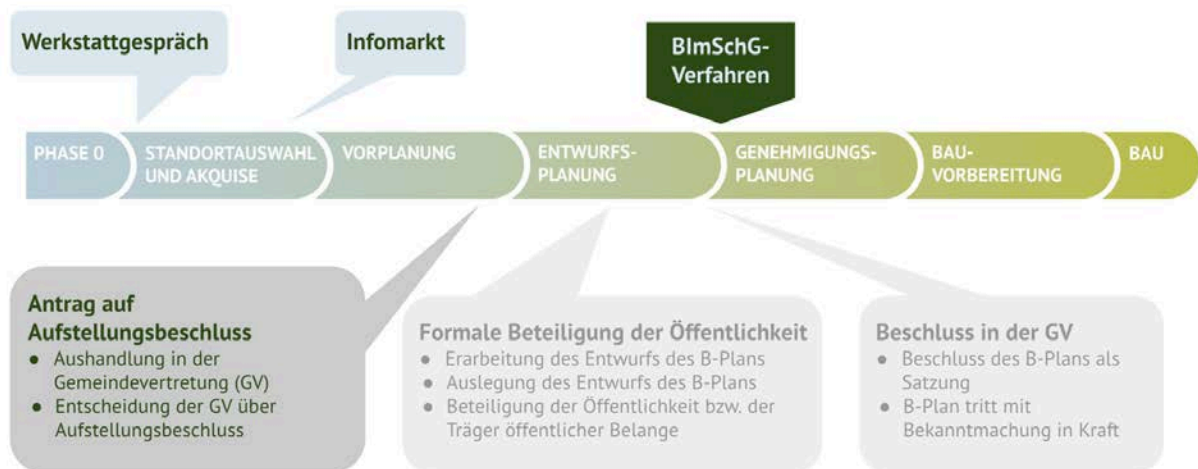 Werkstattgespräch
Infomarkt
BImSchG-
Verfahren
PHASE 0
STANDORTAUSWAHL
UND AKQUISE
VORPLANUNG
ENTWURFS-
PLANUNG
GENEHMIGUNGS-
PLANUNG
BAU-
VORBEREITUNG
BAU
Antrag auf
Aufstellungsbeschluss
● Aushandlung in der
Gemeindevertretung (GV)
● Entscheidung der GV über
Aufstellungsbeschluss
Formale Beteiligung der Öffentlichkeit
● Erarbeitung des Entwurfs des B-Plans
● Auslegung des Entwurfs des B-Plans
● Beteiligung der Öffentlichkeit bzw. der
Träger öffentlicher Belange
Beschluss in der GV
● Beschluss des B-Plans als
Satzung
● B-Plan tritt mit
Bekanntmachung in Kraft